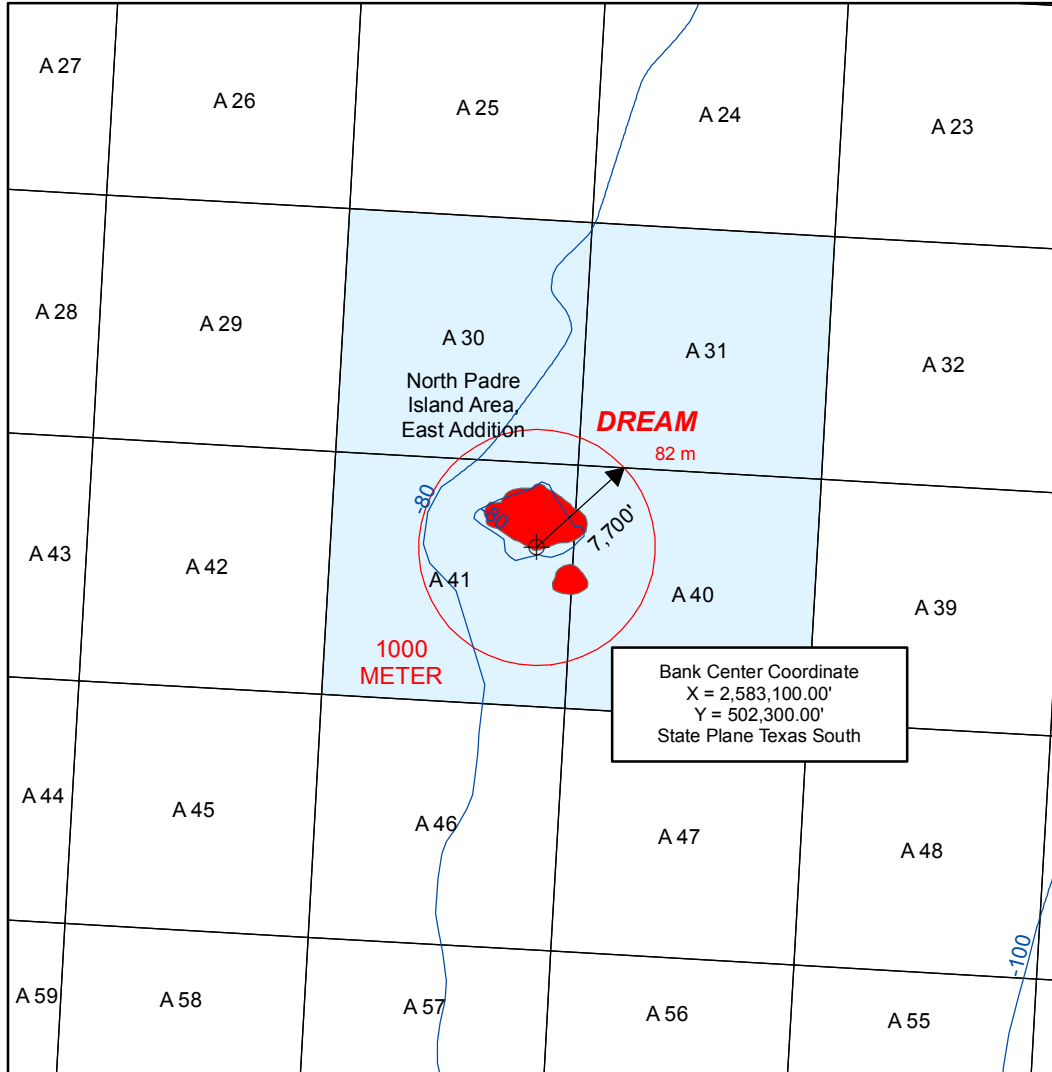 A 27
A 26
A 25
A 24
A 23
A 28
A 29
A 30
A 31
A 32
North Padre
Island Area,
East Addition
DREAM
82 m
-80
-80
7,700'
A 43
A 42
A 41
A 40
A 39
1000
METER
Bank Center Coordinate
X = 2,583,100.00'
Y = 502,300.00'
State Plane Texas South
A 44
A 45
A 46
A 47
A 48
-100
A 59
A 58
A 57
A 56
A 55